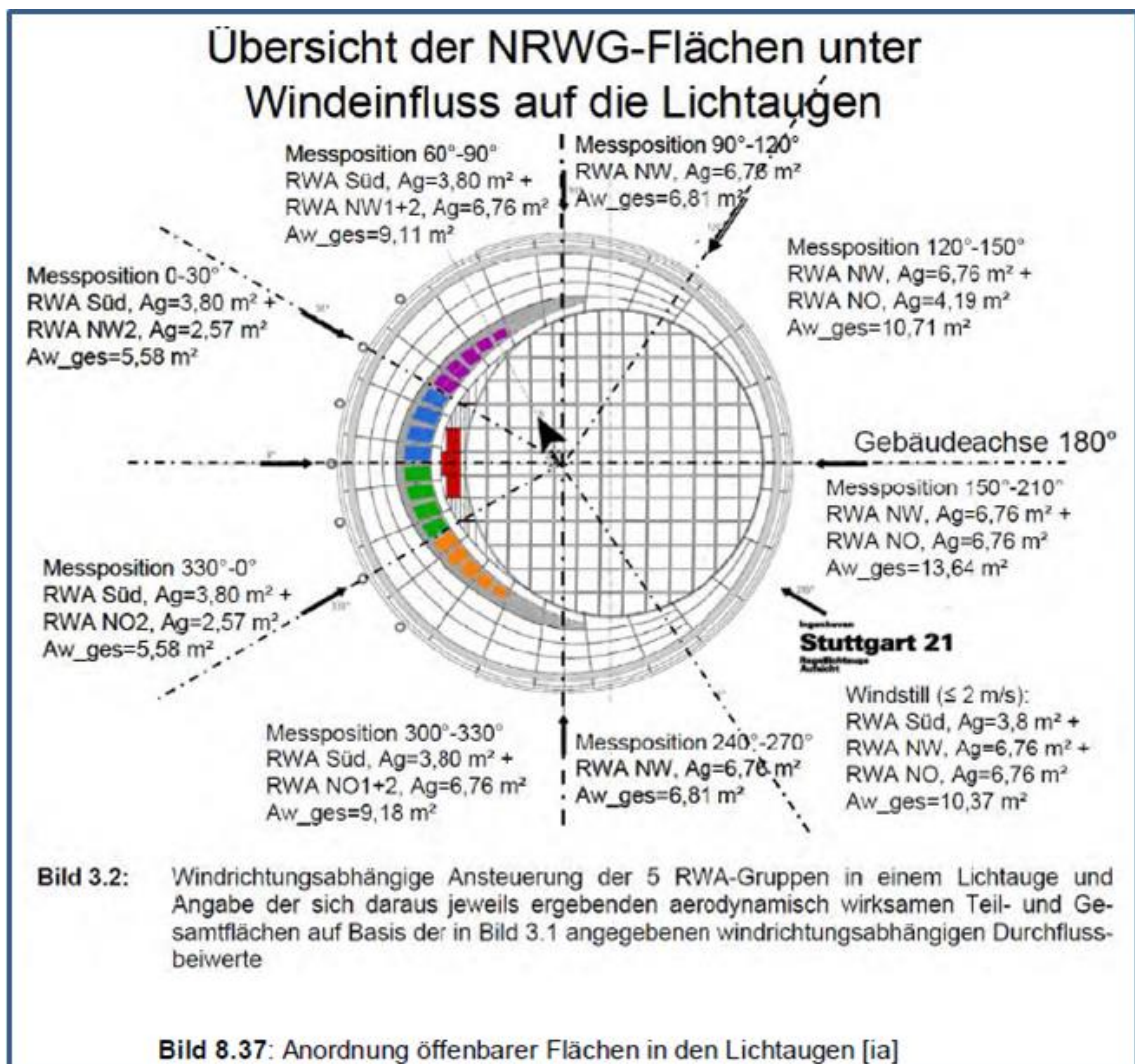 Übersicht der NRWG-Flächen unter
Windeinfluss auf die Lichtaugen
Messposition 60°-90°
RWA Süd, Ag=3,80 m² +
RWA NW1+2, Ag=6,76 m²
Aw_ges=9,11 m²
Messposition 90°-120°
RWA NW, Ag=6,76 m²
Aw_ges=6,81 m²
Messposition 0-30°
RWA Süd, Ag=3,80 m² +
RWA NW2, Ag=2,57 m²
Aw_ges=5,58 m²
Messposition 120°-150°
RWA NW, Ag=6,76 m² +
RWA NO, Ag=4,19 m²
Aw_ges=10,71 m²
Gebäudeachse 180°
Messposition 150°-210°
RWA NW, Ag=6,76 m² +
RWA NO, Ag=6,76 m²
Aw_ges=13,64 m²
Messposition 330°-0°
RWA Süd, Ag=3,80 m² +
RWA NO2, Ag=2,57 m²
Aw_ges=5,58 m²
Ingenhoven
Stuttgart 21
Regellichtauge
Aufsicht
Messposition 300°-330°
RWA Süd, Ag=3,80 m² +
RWA NO1+2, Ag=6,76 m²
Aw_ges=9,18 m²
Messposition 240°-270°
RWA NW, Ag=6,76 m²
Aw_ges=6,81 m²
Windstill (≤ 2 m/s):
RWA Süd, Ag=3,8 m² +
RWA NW, Ag=6,76 m² +
RWA NO, Ag=6,76 m²
Aw_ges=10,37 m²
Bild 3.2: Windrichtungsabhängige Ansteuerung der 5 RWA-Gruppen in einem Lichtauge und
Angabe der sich daraus jeweils ergebenden aerodynamisch wirksamen Teil- und Ge-
samtflächen auf Basis der in Bild 3.1 angegebenen windrichtungsabhängigen Durchfluss-
beiwerte
Bild 8.37: Anordnung öffenbarer Flächen in den Lichtaugen [ia]